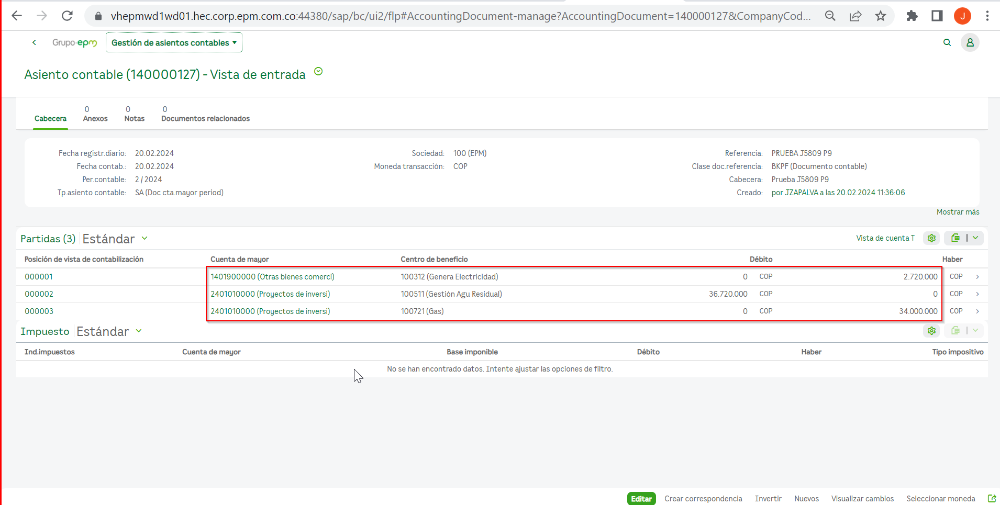 vhepmwd1wd01.hec.corp.epm.com.co:44380/sap/bc/ui2/flp#AccountingDocument-manage?AccountingDocument=140000127&CompanyCod...
J
Grupo·epm
Gestión de asientos contables
Asiento contable (140000127) - Vista de entrada
Cabecera
0 Anexos
0 Notas
0 Documentos relacionados
Fecha registr.diario: 20.02.2024
Fecha contab.: 20.02.2024
Per.contable: 2 / 2024
Tp.asiento contable: SA (Doc cta.mayor period)
Sociedad: 100 (EPM)
Moneda transacción: COP
Referencia: PRUEBA J5809 P9
Clase doc.referencia: BKPF (Documento contable)
Cabecera: Prueba J5809 P9
Creado: por JZAPALVA a las 20.02.2024 11:36:06
Mostrar más
Partidas (3) Estándar
Vista de cuenta T
Posición de vista de contabilización Cuenta de mayor Centro de beneficio Débito Haber
000001 1401900000 (Otras bienes comerci) 100312 (Genera Electricidad) 0 COP 2.720.000 COP
000002 2401010000 (Proyectos de inversi) 100511 (Gestión Agu Residual) 36.720.000 COP 0 COP
000003 2401010000 (Proyectos de inversi) 100721 (Gas) 0 COP 34.000.000 COP
Impuesto Estándar
Ind.impuestos Cuenta de mayor Base imponible Débito Haber Tipo impositivo
No se han encontrado datos. Intente ajustar las opciones de filtro.
Editar Crear correspondencia Invertir Nuevos Visualizar cambios Seleccionar moneda